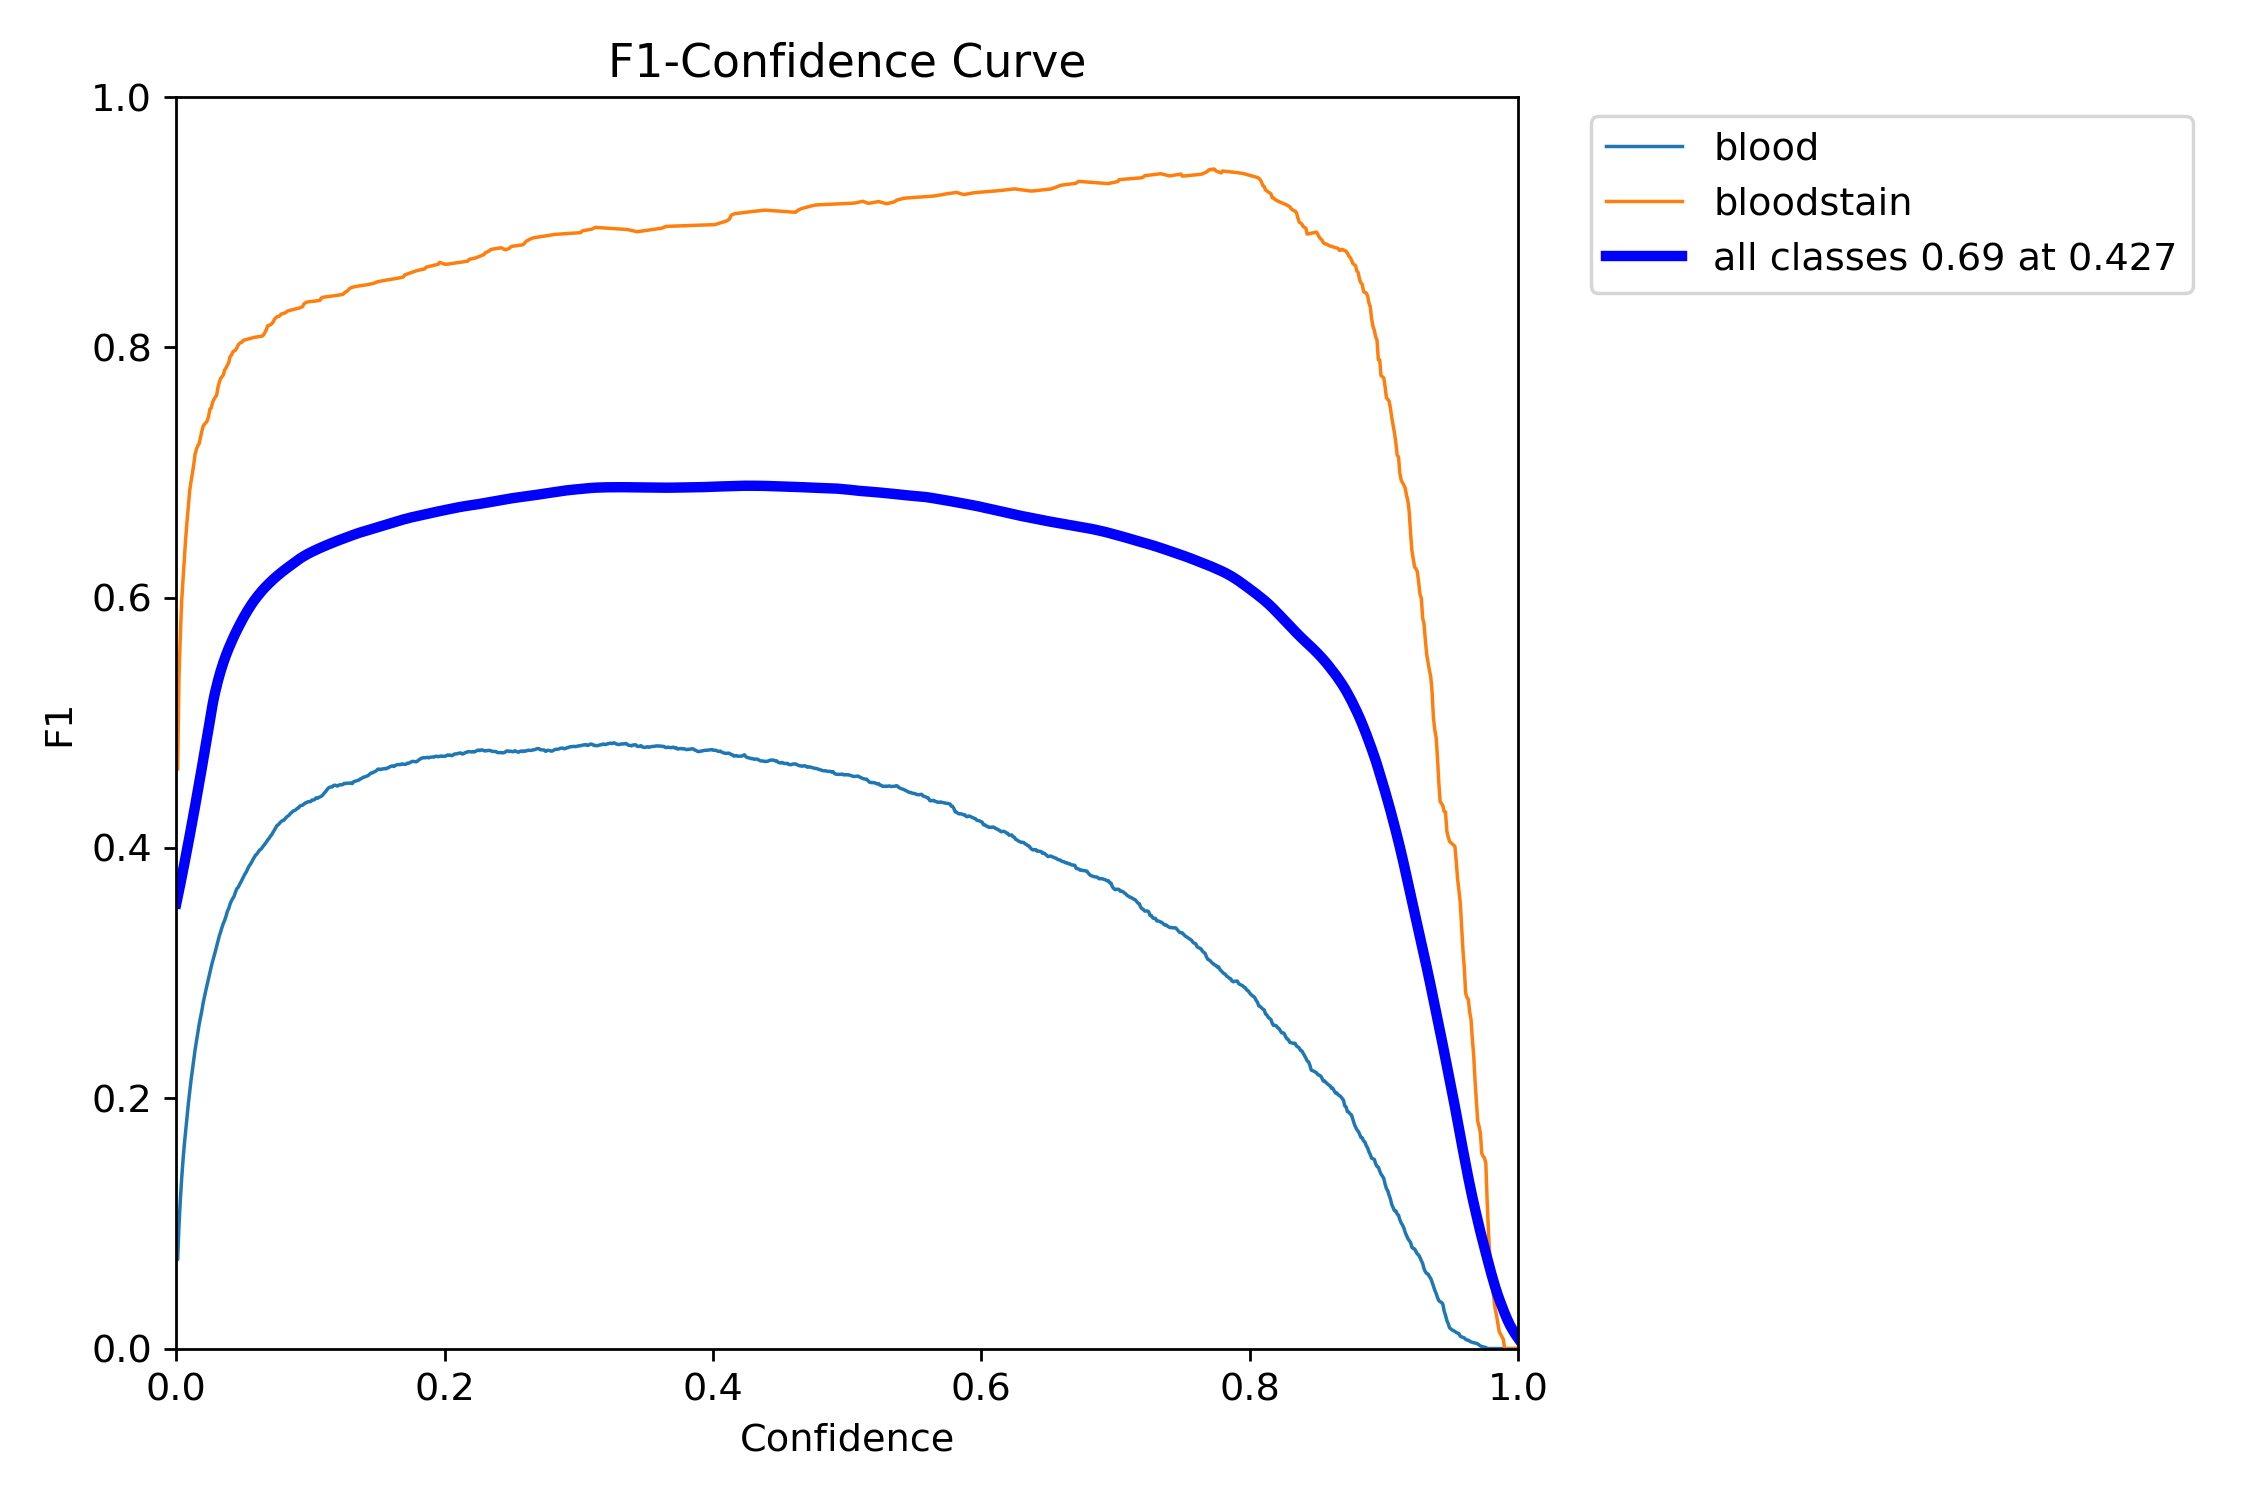 F1-Confidence Curve
1.0
0.8
0.6
0.4
0.2
0.0
F1
0.0 0.2 0.4 0.6 0.8 1.0
Confidence
blood
bloodstain
all classes 0.69 at 0.427